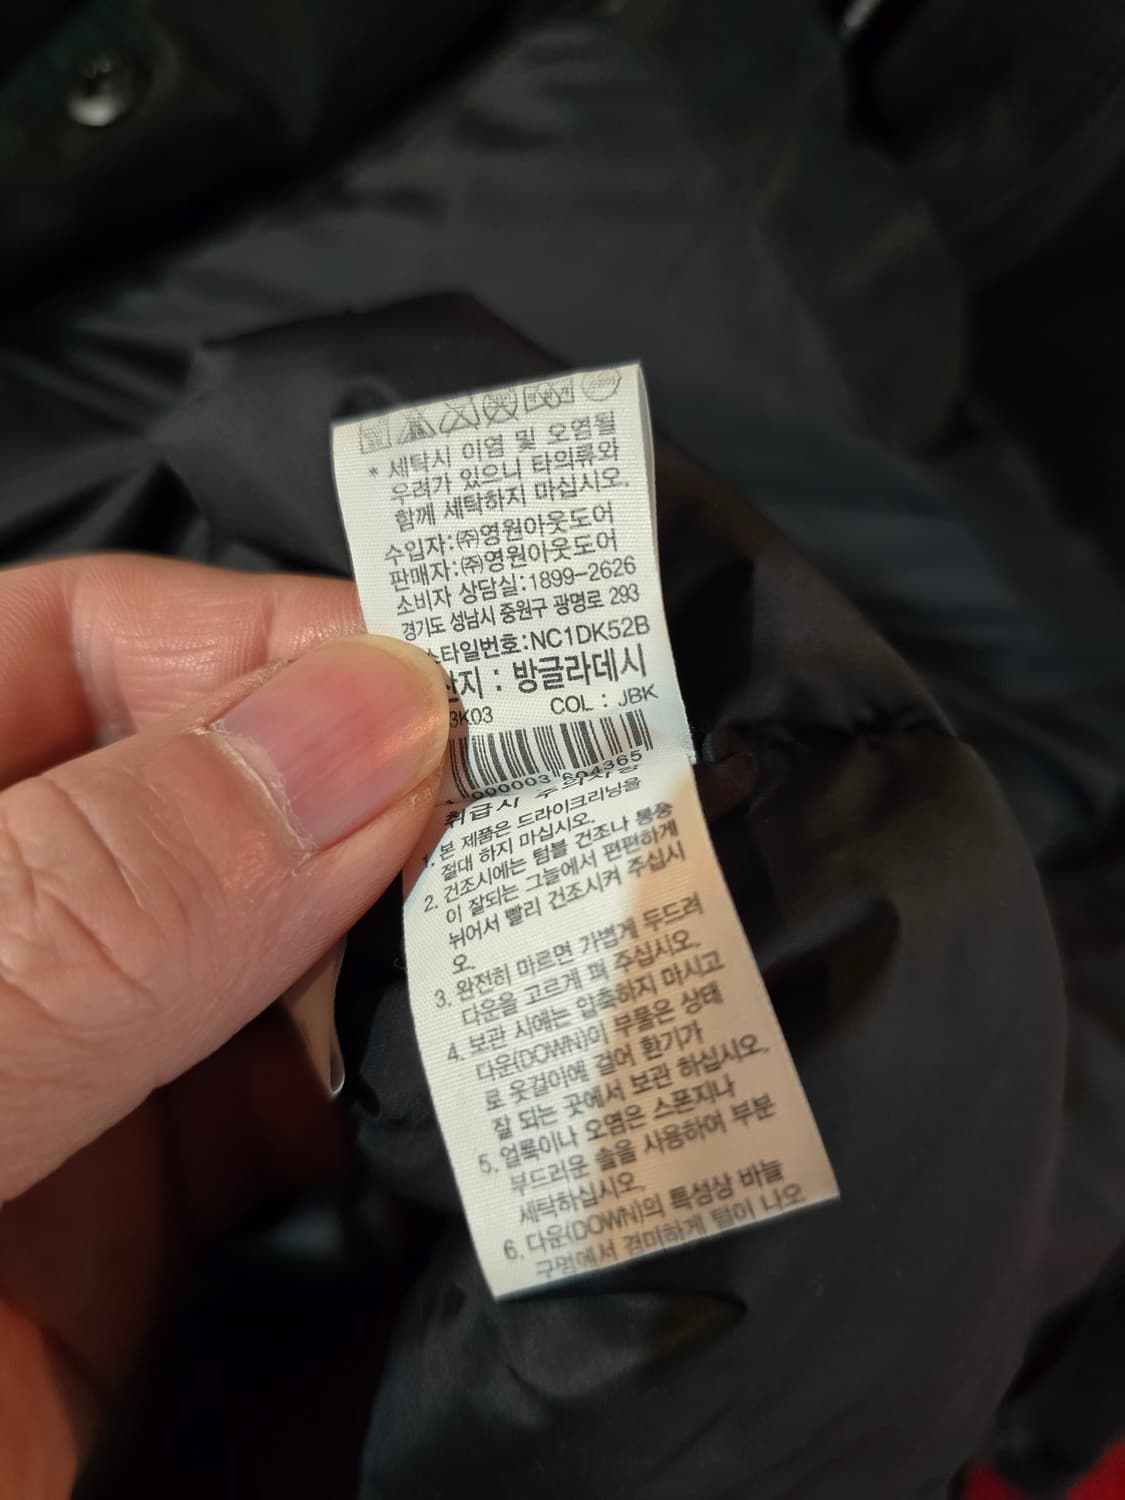 * 세탁시 이염 및 오염될
우려가 있으니 타의류와
함께 세탁하지 마십시오.
수입자:㈜영원아웃도어
판매자:㈜영원아웃도어
소비자 상담실:1899-2626
경기도 성남시 중원구 광명로 293
스타일번호:NC1DK52B
산지 : 방글라데시
3K03 COL : JBK
000003 604365
취급시 주의사항
1. 본 제품은 드라이크리닝을
절대 하지 마십시오.
2. 건조시에는 텀블 건조나 통풍
이 잘되는 그늘에서 편편하게
뉘어서 빨리 건조시켜 주십시
오.
3. 완전히 마르면 가볍게 두드려
다운을 고르게 펴 주십시오.
4. 보관 시에는 압축하지 마시고
다운(DOWN)이 부풀은 상태
로 옷걸이에 걸어 환기가
잘 되는 곳에서 보관 하십시오.
5. 얼룩이나 오염은 스폰지나
부드러운 솔을 사용하여 부분
세탁하십시오.
6. 다운(DOWN)의 특성상 바늘
구멍에서 경미하게 털이 나오